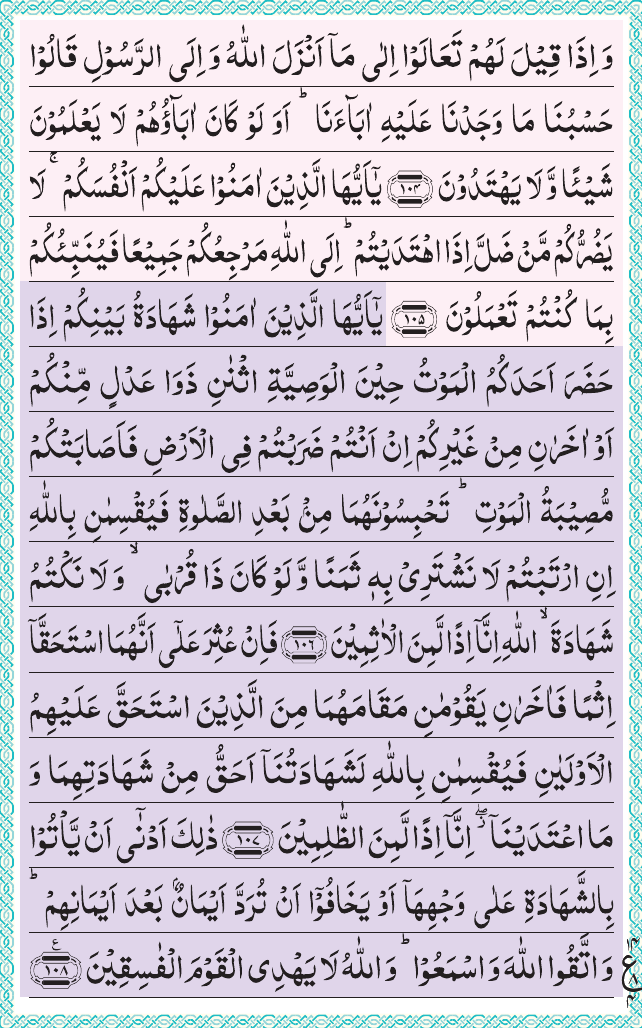 وَاِذَا قِيْلَ لَهُمْ تَعَالَوْا اِلٰى مَاۤ اَنْزَلَ اللّٰهُ وَاِلَى الرَّسُوْلِ قَالُوْا
حَسْبُنَا مَا وَجَدْنَا عَلَيْهِ اٰبَآءَنَا ؕ اَوَ لَوْ كَانَ اٰبَآؤُهُمْ لَا يَعْلَمُوْنَ
شَيْـًٔا وَّلَا يَهْتَدُوْنَ ۝۱۰۴ يٰۤاَيُّهَا الَّذِيْنَ اٰمَنُوْا عَلَيْكُمْ اَنْفُسَكُمْ ۚ لَا
يَضُرُّكُمْ مَّنْ ضَلَّ اِذَا اهْتَدَيْتُمْ ؕ اِلَى اللّٰهِ مَرْجِعُكُمْ جَمِيْعًا فَيُنَبِّئُكُمْ
بِمَا كُنْتُمْ تَعْمَلُوْنَ ۝۱۰۵ يٰۤاَيُّهَا الَّذِيْنَ اٰمَنُوْا شَهَادَةُ بَيْنِكُمْ اِذَا
حَضَرَ اَحَدَكُمُ الْمَوْتُ حِيْنَ الْوَصِيَّةِ اثْنٰنِ ذَوَا عَدْلٍ مِّنْكُمْ
اَوْ اٰخَرٰنِ مِنْ غَيْرِكُمْ اِنْ اَنْتُمْ ضَرَبْتُمْ فِى الْاَرْضِ فَاَصَابَتْكُمْ
مُّصِيْبَةُ الْمَوْتِ ؕ تَحْبِسُوْنَهُمَا مِنْۢ بَعْدِ الصَّلٰوةِ فَيُقْسِمٰنِ بِاللّٰهِ
اِنِ ارْتَبْتُمْ لَا نَشْتَرِىْ بِهٖ ثَمَنًا وَّلَوْ كَانَ ذَا قُرْبٰى ۙ وَلَا نَكْتُمُ
شَهَادَةَ ۙ اللّٰهِ اِنَّاۤ اِذًا لَّمِنَ الْاٰثِمِيْنَ ۝۱۰۶ فَاِنْ عُثِرَ عَلٰٓى اَنَّهُمَا اسْتَحَقَّاۤ
اِثْمًا فَاٰخَرٰنِ يَقُوْمٰنِ مَقَامَهُمَا مِنَ الَّذِيْنَ اسْتَحَقَّ عَلَيْهِمُ
الْاَوْلَيٰنِ فَيُقْسِمٰنِ بِاللّٰهِ لَشَهَادَتُنَاۤ اَحَقُّ مِنْ شَهَادَتِهِمَا وَ
مَا اعْتَدَيْنَاۤ ۖ٘ اِنَّاۤ اِذًا لَّمِنَ الظّٰلِمِيْنَ ۝۱۰۷ ذٰلِكَ اَدْنٰٓى اَنْ يَّاْتُوْا
بِالشَّهَادَةِ عَلٰى وَجْهِهَاۤ اَوْ يَخَافُوْۤا اَنْ تُرَدَّ اَيْمَانٌۢ بَعْدَ اَيْمَانِهِمْ ؕ
وَاتَّقُوا اللّٰهَ وَاسْمَعُوْا ؕ وَاللّٰهُ لَا يَهْدِى الْقَوْمَ الْفٰسِقِيْنَ ۝۱۰۸ ع